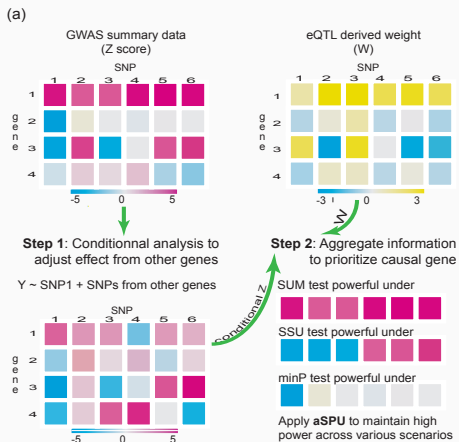 (a)
GWAS summary data
(Z score)
SNP
1 2 3 4 5 6
gene
1
2
3
4
-5 0 5
Step 1: Conditionnal analysis to
adjust effect from other genes
Y ~ SNP1 + SNPs from other genes
SNP
1 2 3 4 5 6
gene
1
2
3
4
-5 0 5
Conditional Z
eQTL derived weight
(W)
SNP
1 2 3 4 5 6
gene
1
2
3
4
-3 0 3
W
Step 2: Aggregate information
to prioritize causal gene
SUM test powerful under
SSU test powerful under
minP test powerful under
Apply aSPU to maintain high
power across various scenarios